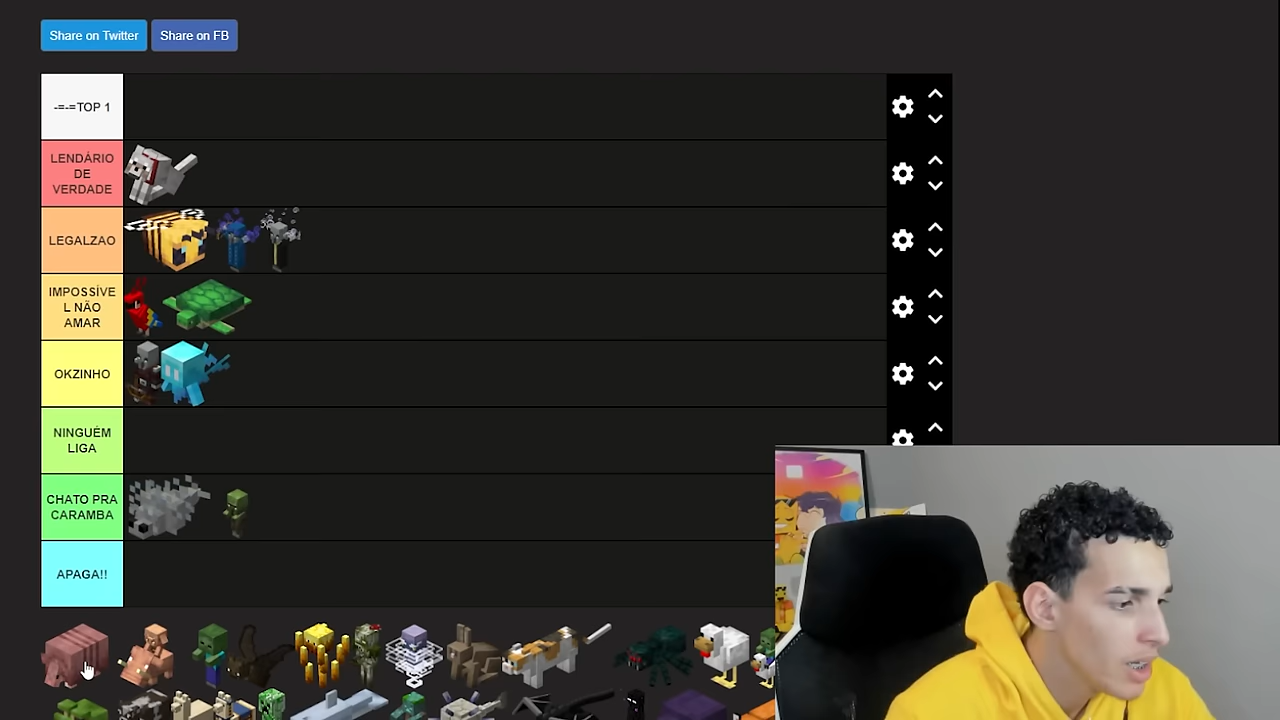 Share on Twitter Share on FB
-=-=TOP 1
LENDÁRIO
DE
VERDADE
LEGALZAO
IMPOSSÍVE
L NÃO
AMAR
OKZINHO
NINGUÉM
LIGA
CHATO PRA
CARAMBA
APAGA!!